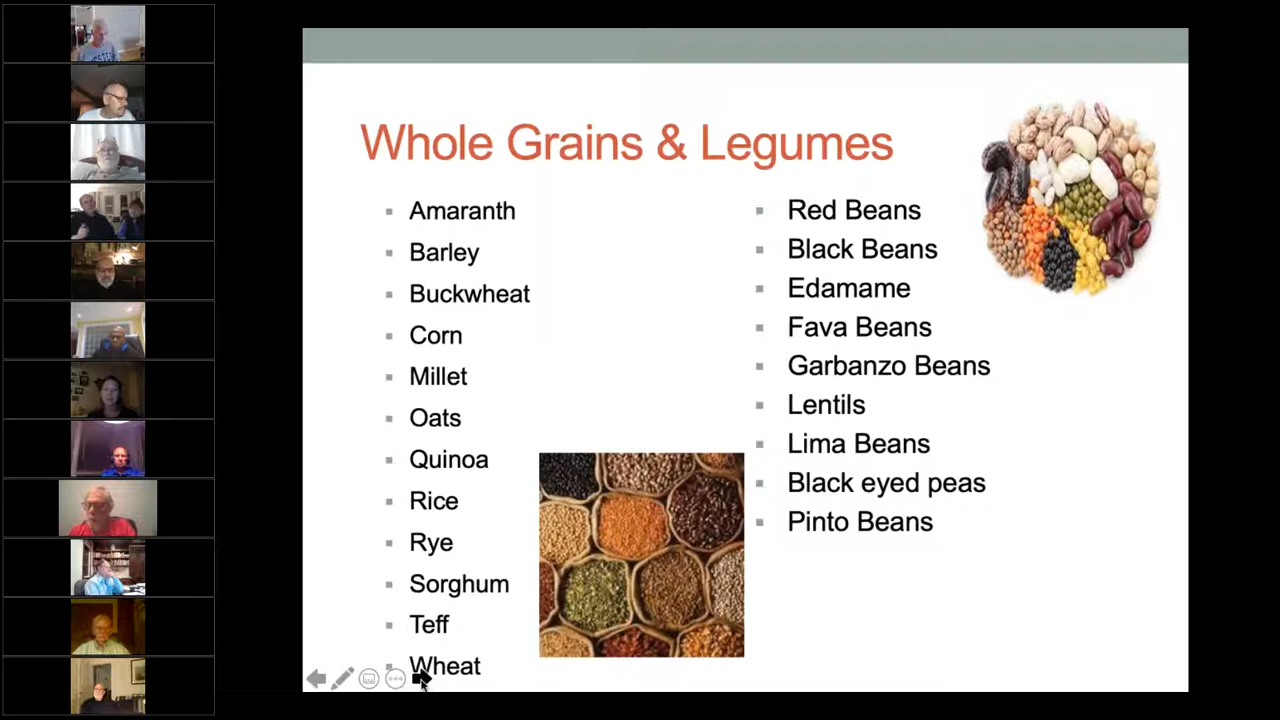 Whole Grains & Legumes
Amaranth
Barley
Buckwheat
Corn
Millet
Oats
Quinoa
Rice
Rye
Sorghum
Teff
Wheat
Red Beans
Black Beans
Edamame
Fava Beans
Garbanzo Beans
Lentils
Lima Beans
Black eyed peas
Pinto Beans